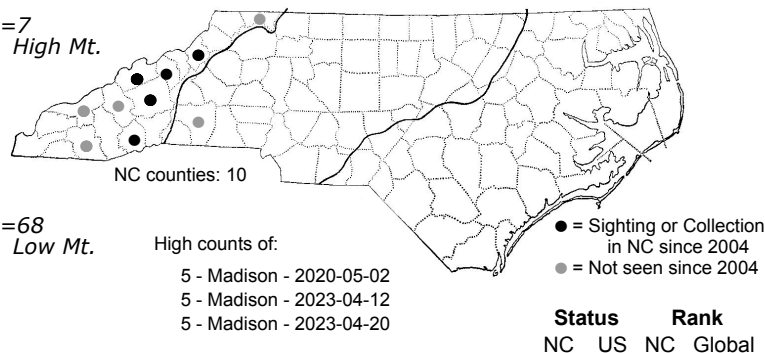 =7
High Mt.
NC counties: 10
=68
Low Mt.
High counts of:
5 - Madison - 2020-05-02
5 - Madison - 2023-04-12
5 - Madison - 2023-04-20
= Sighting or Collection
in NC since 2004
= Not seen since 2004
Status Rank
NC US NC Global